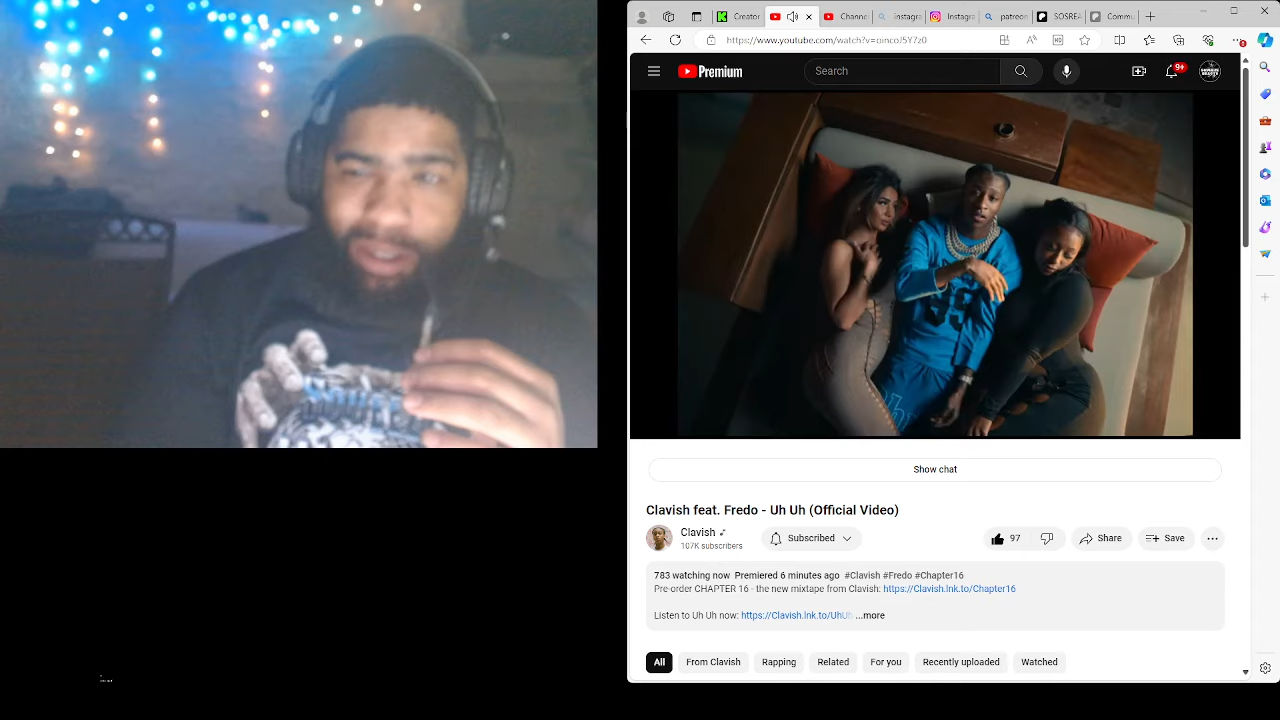 Creator
Channe
Instagra
Instagra
patreon
SOSREA
Commu
https://www.youtube.com/watch?v=oincoJ5Y7z0
9+
Premium
Search
99
Show chat
Clavish feat. Fredo - Uh Uh (Official Video)
Clavish
107K subscribers
Subscribed
97
Share
Save
783 watching now Premiered 6 minutes ago #Clavish #Fredo #Chapter16
Pre-order CHAPTER 16 - the new mixtape from Clavish: https://Clavish.lnk.to/Chapter16
Listen to Uh Uh now: https://Clavish.lnk.to/UhUh ...more
All
From Clavish
Rapping
Related
For you
Recently uploaded
Watched